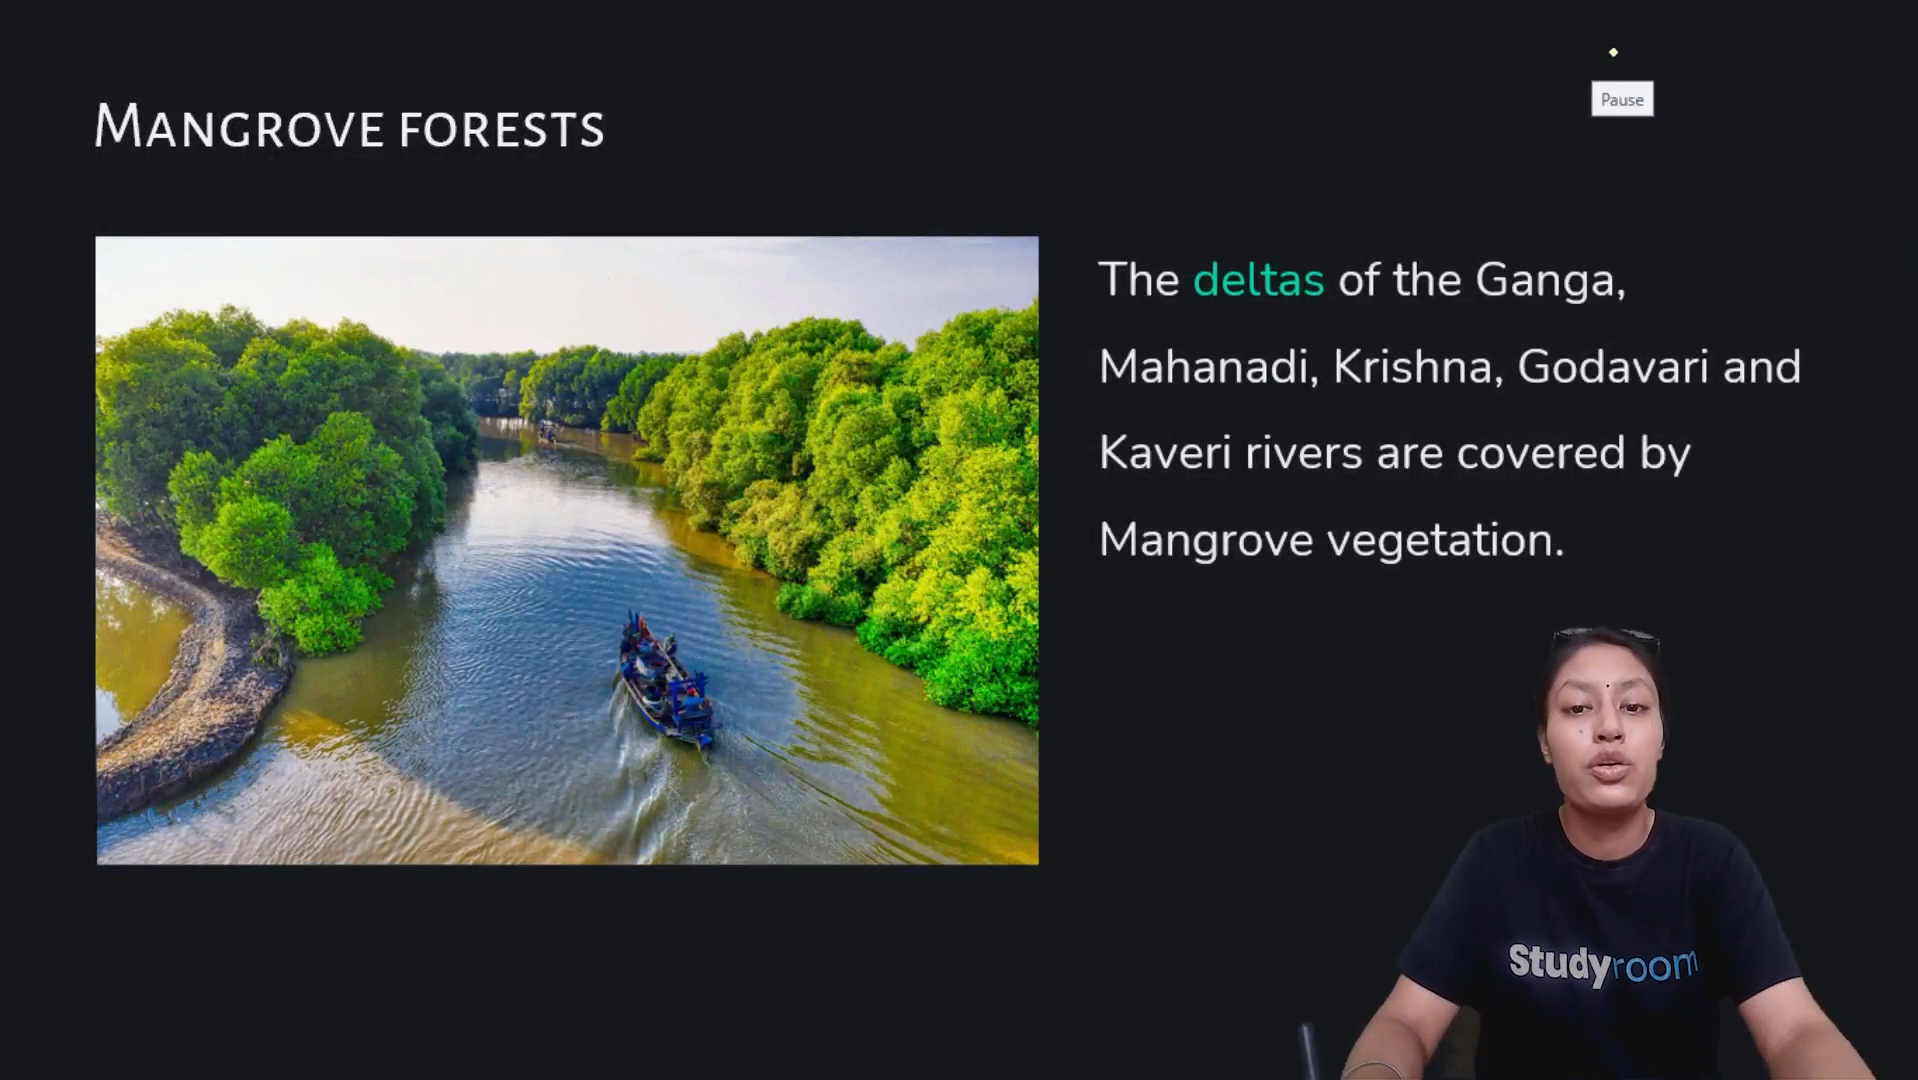 MANGROVE FORESTS
Pause
The deltas of the Ganga,
Mahanadi, Krishna, Godavari and
Kaveri rivers are covered by
Mangrove vegetation.
Studyroom